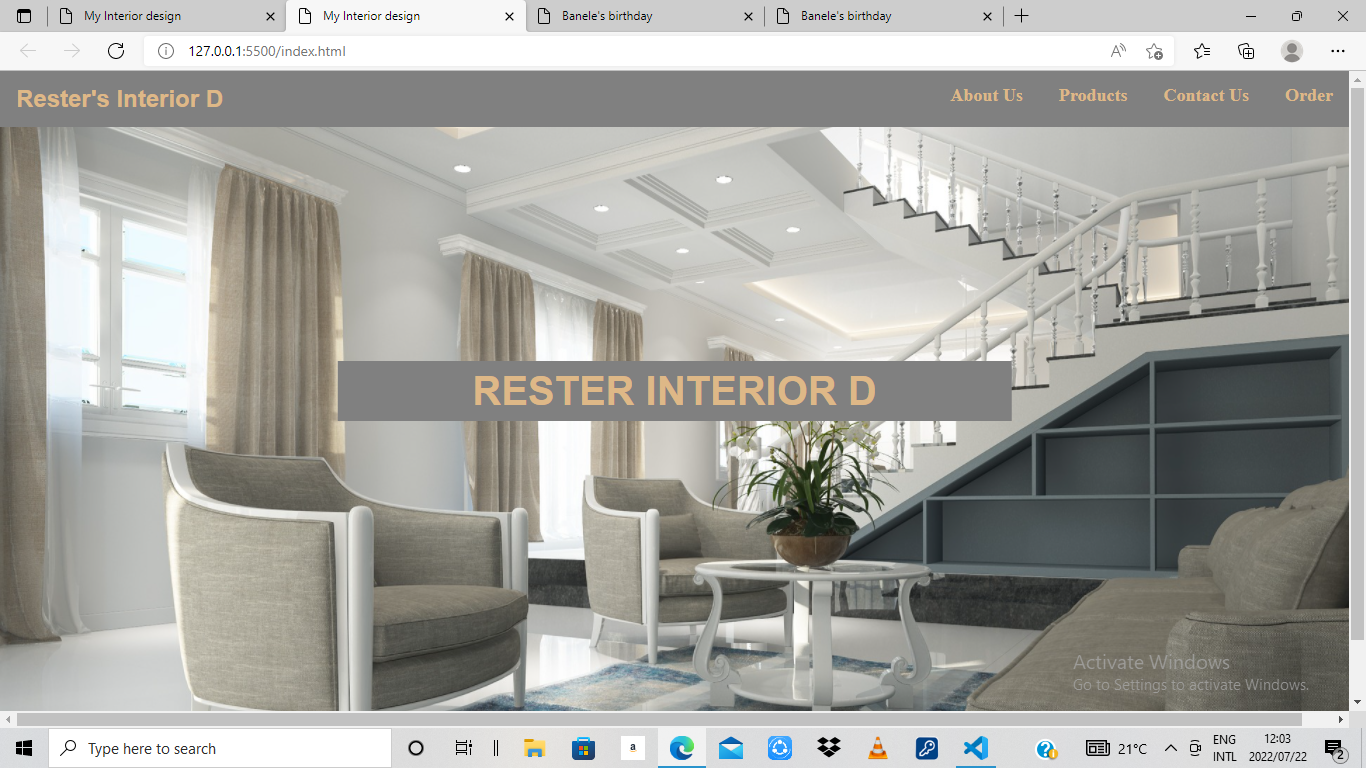 My Interior design
My Interior design
Banele's birthday
Banele's birthday
127.0.0.1:5500/index.html
Rester's Interior D
About Us
Products
Contact Us
Order
RESTER INTERIOR D
Activate Windows
Go to Settings to activate Windows.
Type here to search
a
21°C
ENG
INTL
12:03
2022/07/22
2